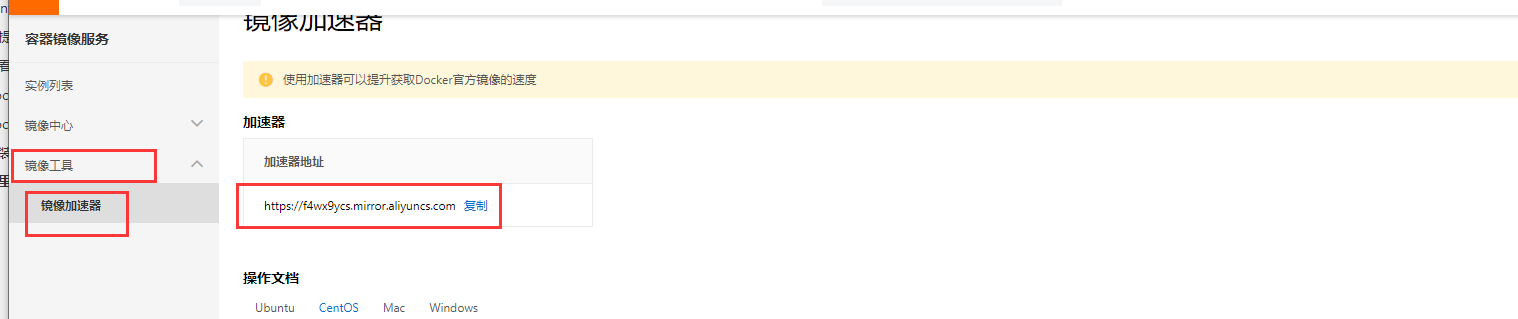 镜像加速器
容器镜像服务
使用加速器可以提升获取Docker官方镜像的速度
实例列表
镜像中心
加速器
镜像工具
加速器地址
镜像加速器
https://f4wx9ycs.mirror.aliyuncs.com 复制
操作文档
Ubuntu CentOS Mac Windows